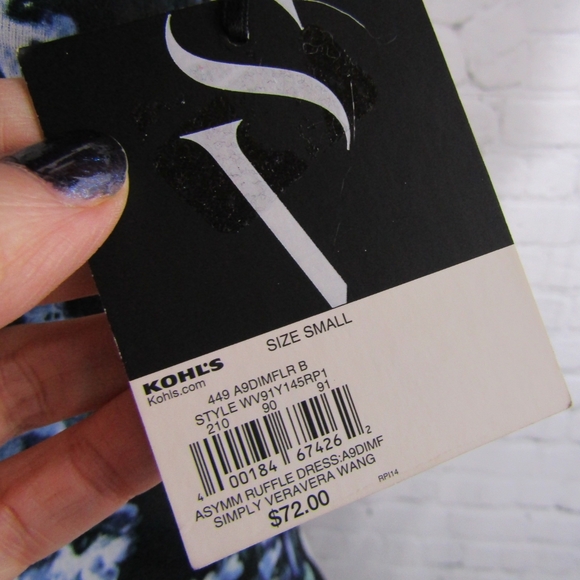 SV
SIZE SMALL
KOHL'S
Kohls.com
449 A9DIMFLR B
STYLE WV91Y145RP1
210 90 91
4 00184 67426 2
ASYMM RUFFLE DRESS:A9DIMF
SIMPLY VERAVERA WANG
RPI14
$72.00